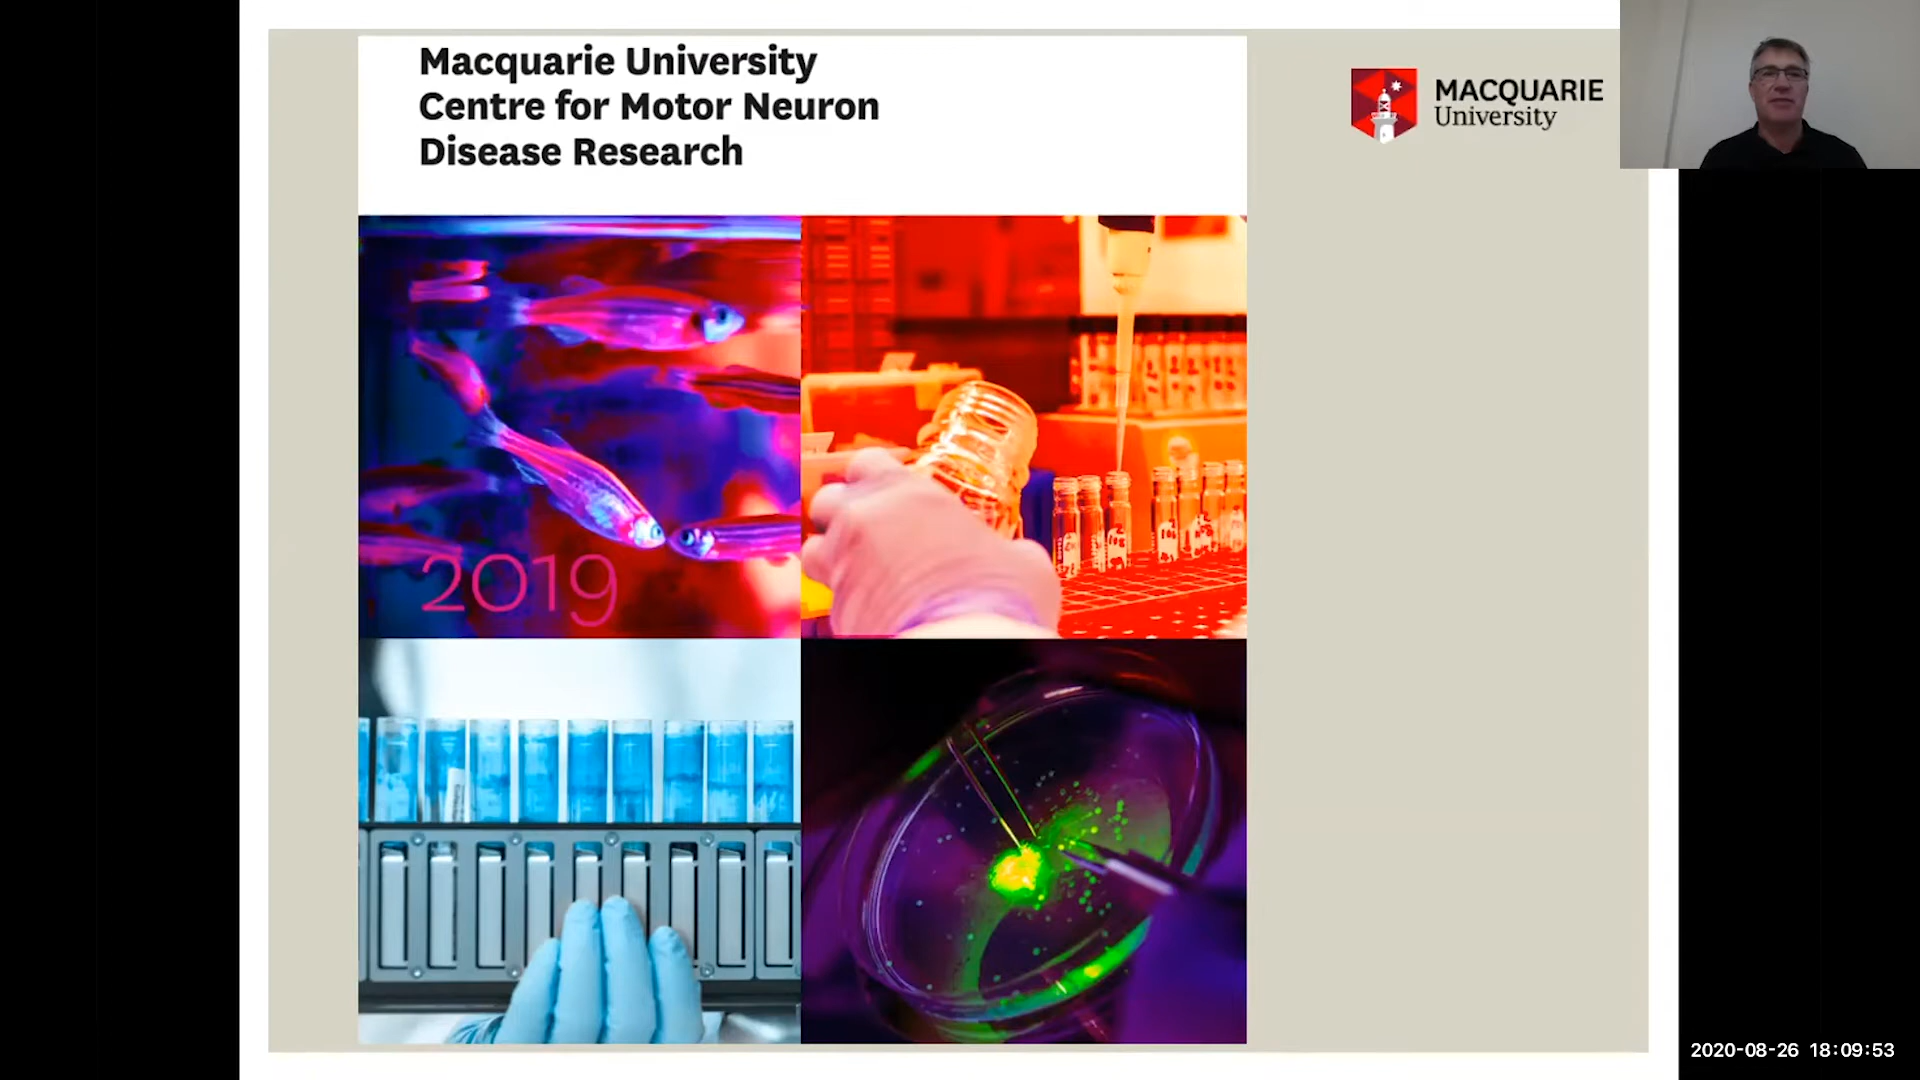 Macquarie University
Centre for Motor Neuron
Disease Research
MACQUARIE
University
2019
2020-08-26 18:09:53